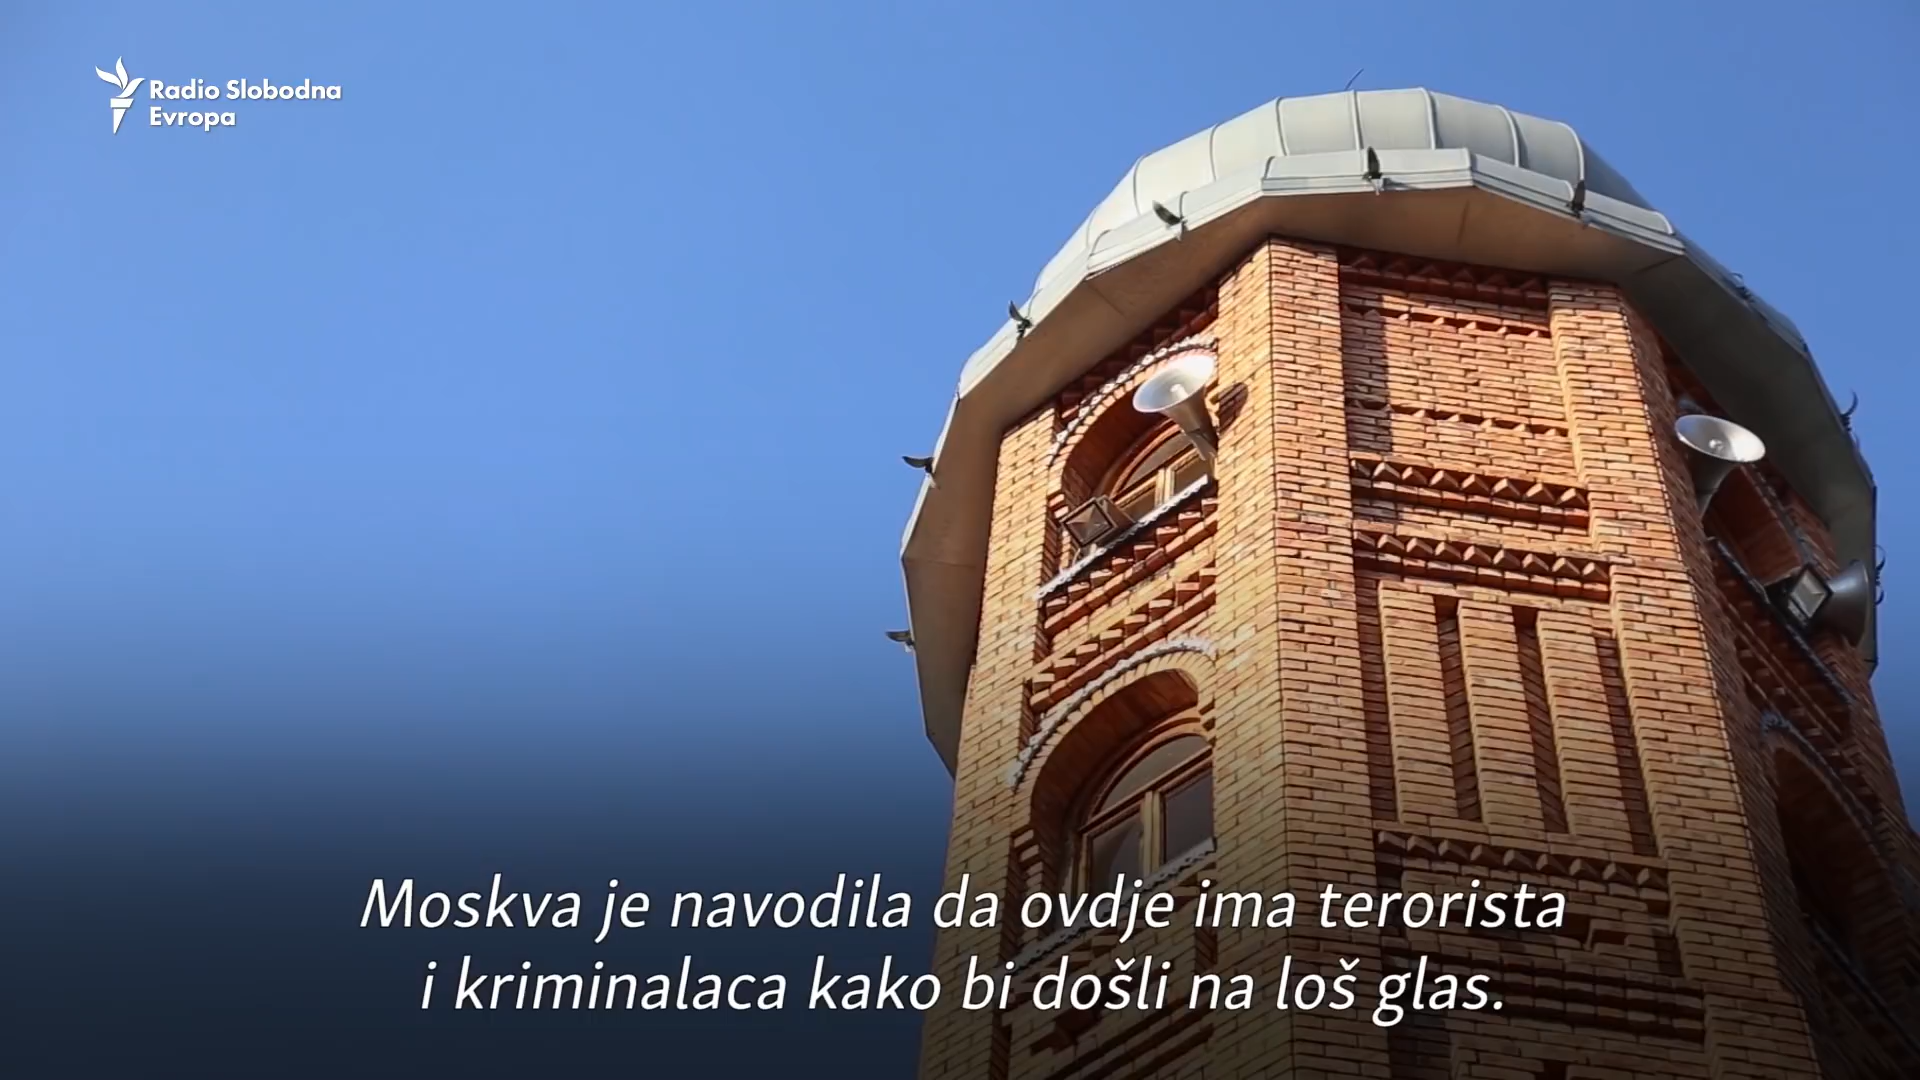 Radio Slobodna
Evropa
Moskva je navodila da ovdje ima terorista
i kriminalaca kako bi došli na loš glas.